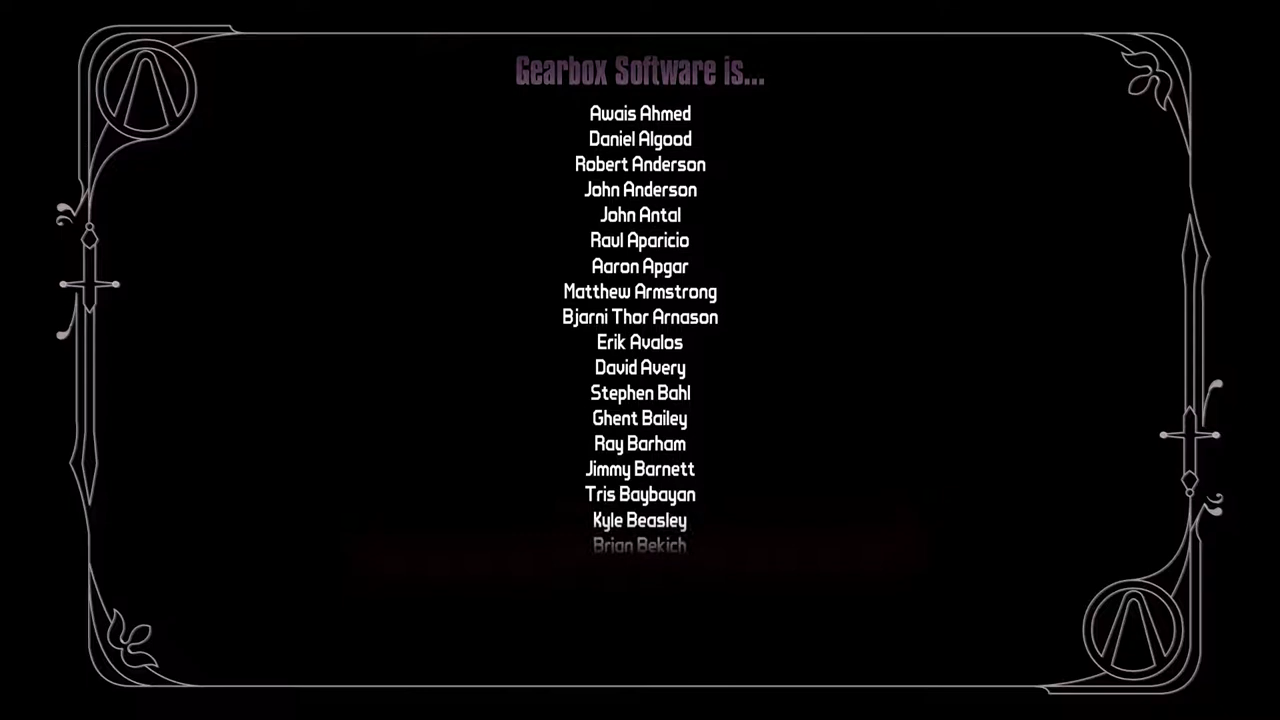 Gearbox Software is...
Awais Ahmed
Daniel Algood
Robert Anderson
John Anderson
John Antal
Raul Aparicio
Aaron Apgar
Matthew Armstrong
Bjarni Thor Arnason
Erik Avalos
David Avery
Stephen Bahl
Ghent Bailey
Ray Barham
Jimmy Barnett
Tris Baybayan
Kyle Beasley
Brian Bekich